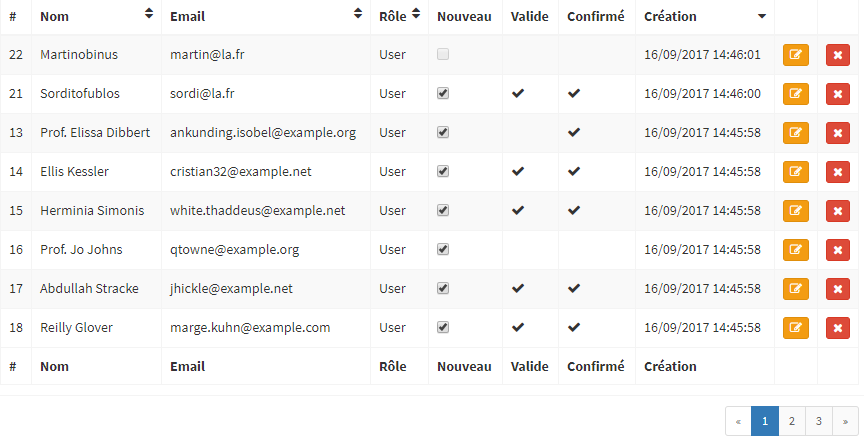 # Nom Email Rôle Nouveau Valide Confirmé Création
22 Martinobinus martin@la.fr User 16/09/2017 14:46:01
21 Sorditofublos sordi@la.fr User 16/09/2017 14:46:00
13 Prof. Elissa Dibbert ankunding.isobel@example.org User 16/09/2017 14:45:58
14 Ellis Kessler cristian32@example.net User 16/09/2017 14:45:58
15 Herminia Simonis white.thaddeus@example.net User 16/09/2017 14:45:58
16 Prof. Jo Johns qtowne@example.org User 16/09/2017 14:45:58
17 Abdullah Stracke jhickle@example.net User 16/09/2017 14:45:58
18 Reilly Glover marge.kuhn@example.com User 16/09/2017 14:45:58
# Nom Email Rôle Nouveau Valide Confirmé Création
« 1 2 3 »